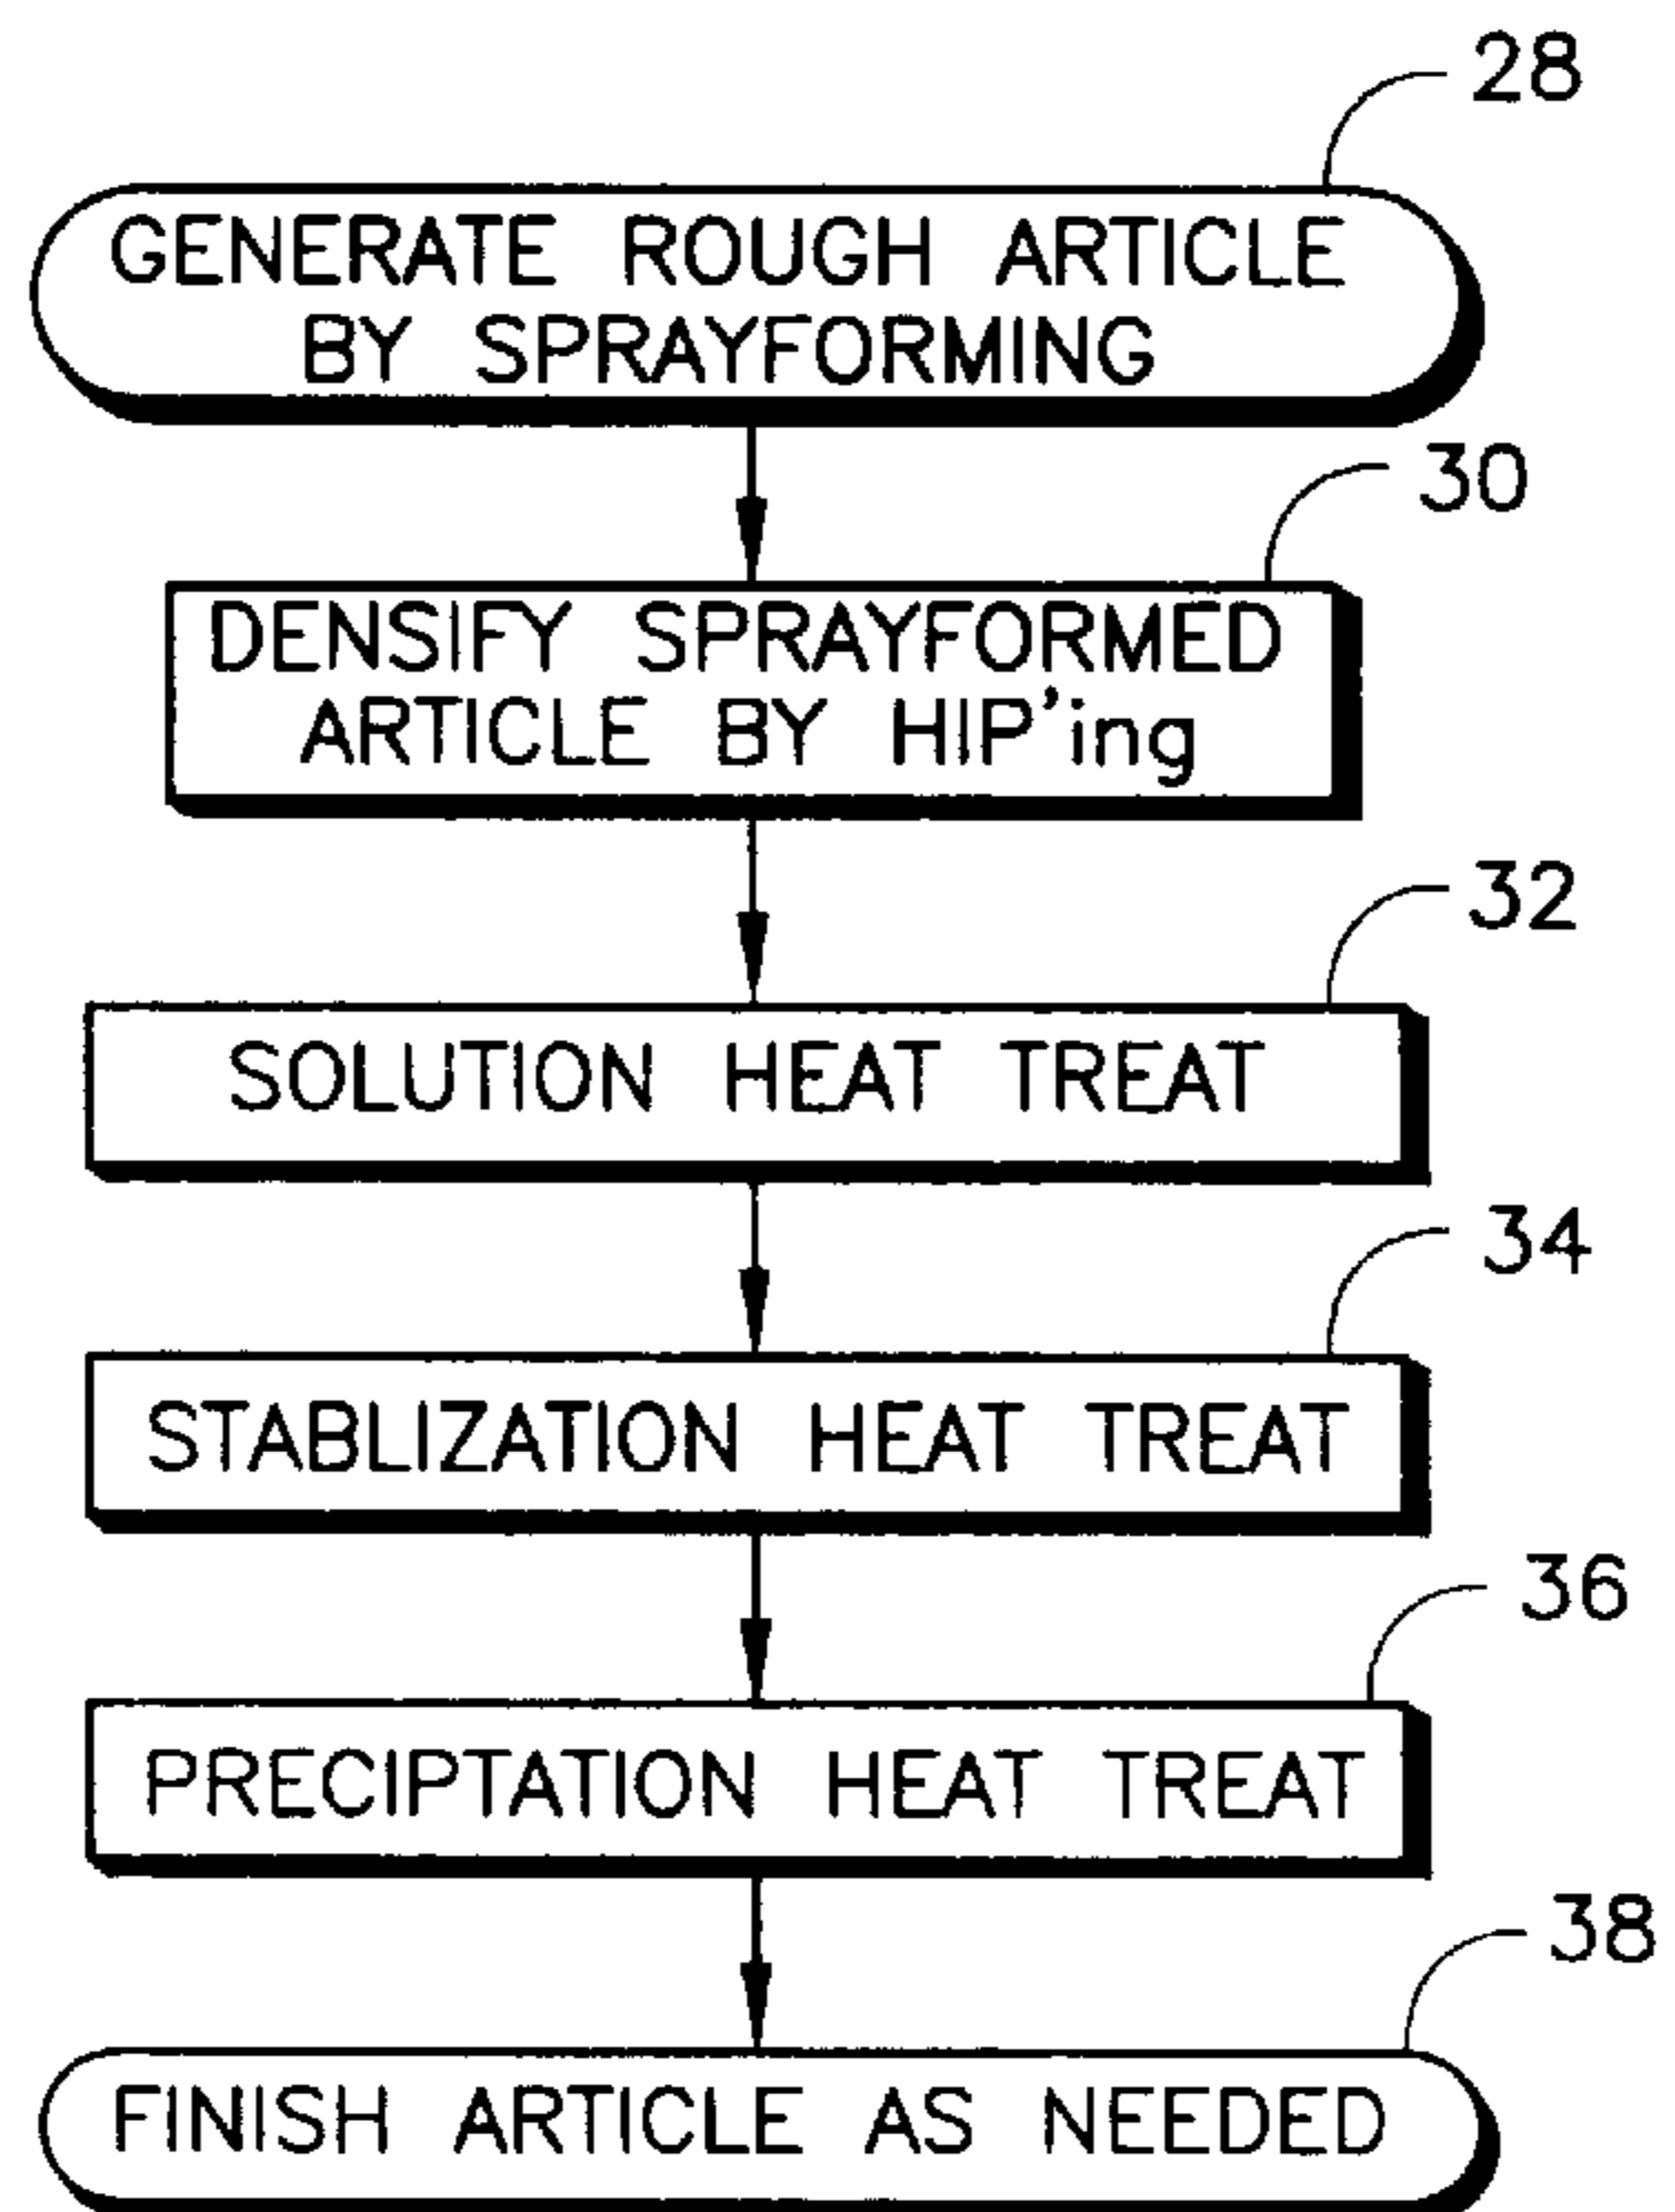 28
GENERATE ROUGH ARTICLE
BY SPRAYFORMING
30
DENSIFY SPRAYFORMED
ARTICLE BY HIP'ing
32
SOLUTION HEAT TREAT
34
STABLIZATION HEAT TREAT
36
PRECIPTATION HEAT TREAT
38
FINISH ARTICLE AS NEEDED